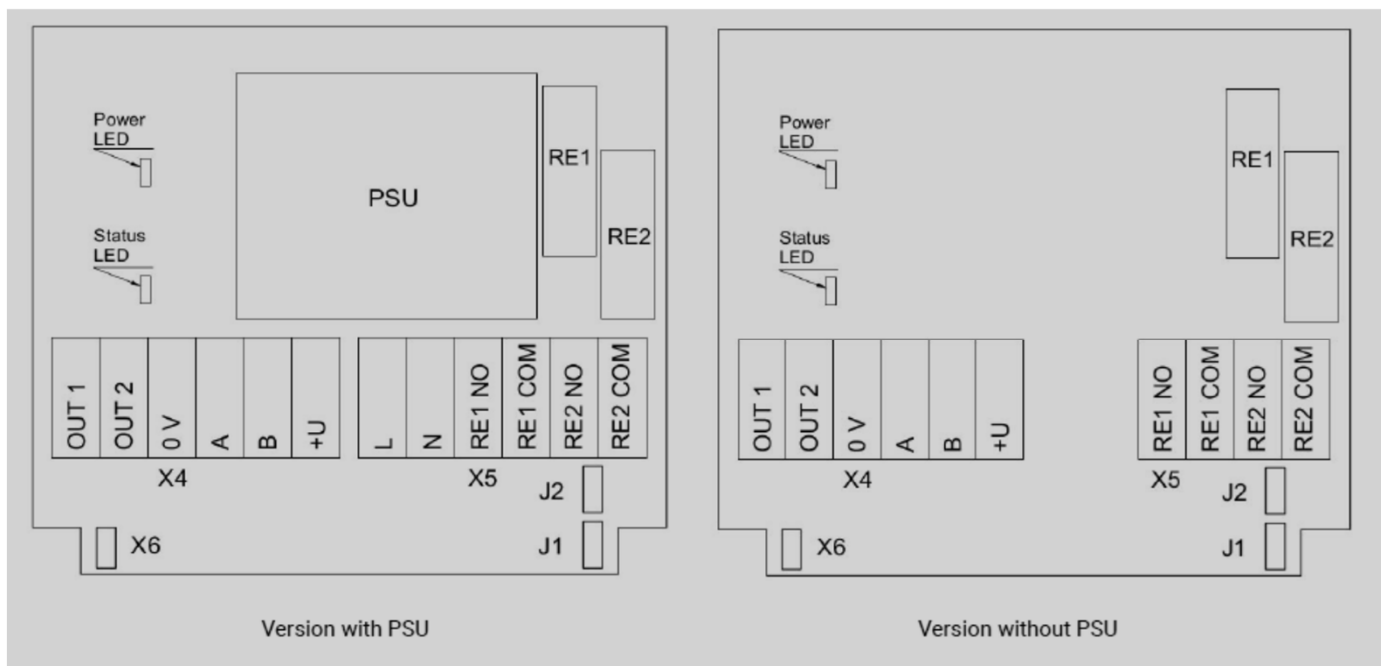 Power
LED
Status
LED
PSU
RE1
RE2
OUT 1
OUT 2
0 V
A
B
+U
L
N
RE1 NO
RE1 COM
RE2 NO
RE2 COM
X4
X5
J2
X6
J1
Version with PSU
Power
LED
Status
LED
RE1
RE2
OUT 1
OUT 2
0 V
A
B
+U
RE1 NO
RE1 COM
RE2 NO
RE2 COM
X4
X5
J2
X6
J1
Version without PSU